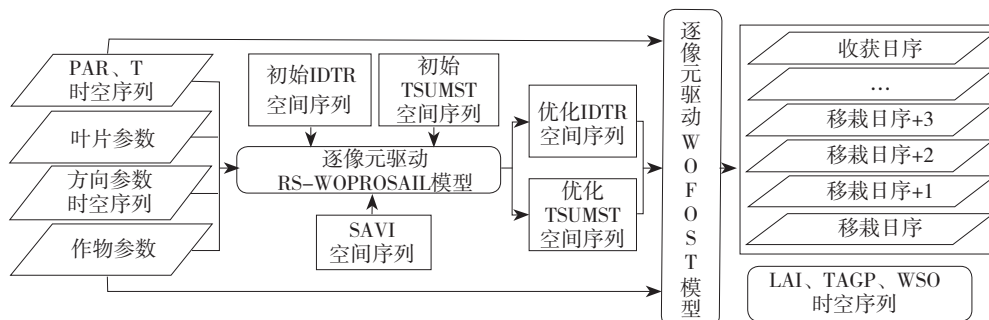 PAR、T
时空序列
叶片参数
方向参数
时空序列
作物参数
初始IDTR
空间序列
初始
TSUMST
空间序列
逐像元驱动
RS-WOPROSAIL模型
SAVI
空间序列
优化IDTR
空间序列
优化
TSUMST
空间序列
逐像元驱动WOFOST模型
收获日序
…
移栽日序+3
移栽日序+2
移栽日序+1
移栽日序
LAI、TAGP、WSO
时空序列